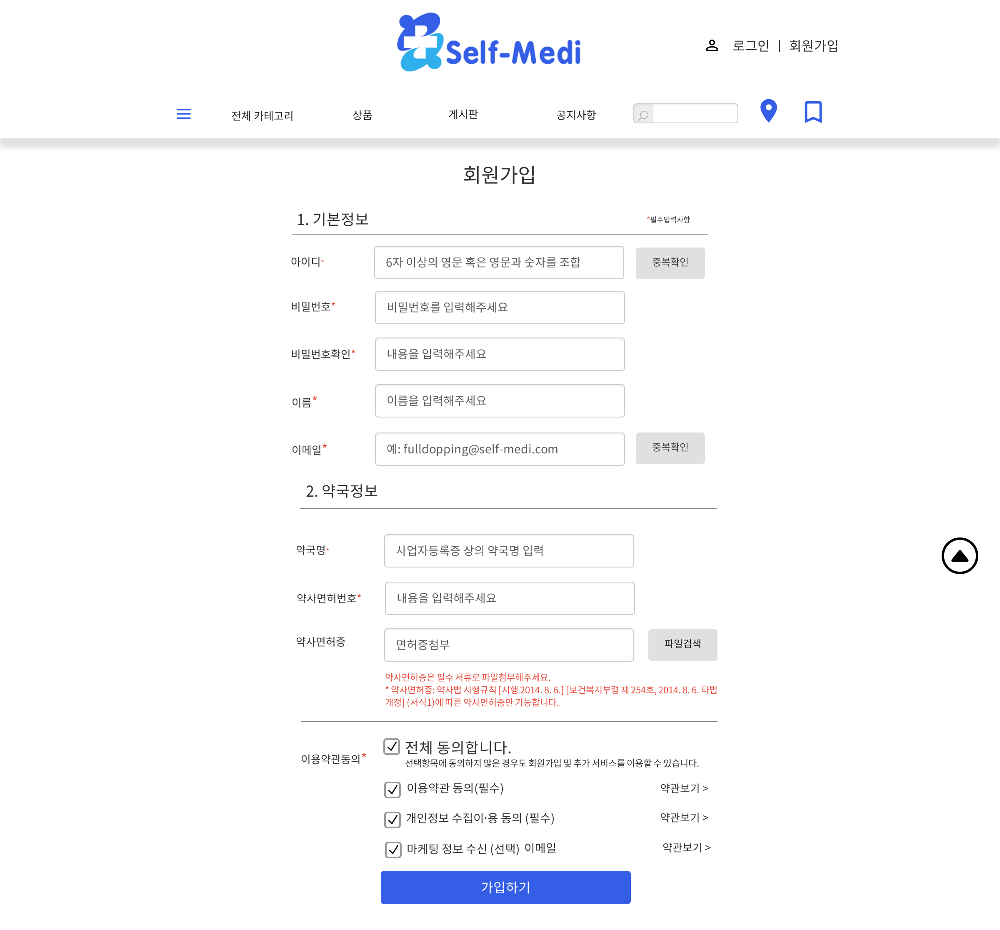 Self-Medi
로그인 | 회원가입
전체 카테고리 상품 게시판 공지사항
회원가입
1. 기본정보 *필수입력사항
아이디* 6자 이상의 영문 혹은 영문과 숫자를 조합 중복확인
비밀번호* 비밀번호를 입력해주세요
비밀번호확인* 내용을 입력해주세요
이름* 이름을 입력해주세요
이메일* 예: fulldopping@self-medi.com 중복확인
2. 약국정보
약국명* 사업자등록증 상의 약국명 입력
약사면허번호* 내용을 입력해주세요
약사면허증 면허증첨부 파일검색
약사면허증은 필수 서류로 파일첨부해주세요.
* 약사면허증: 약사법 시행규칙 [시행 2014. 8. 6.] [보건복지부령 제 254호, 2014. 8. 6. 타법
개정] (서식1)에 따른 약사면허증만 가능합니다.
이용약관동의* 전체 동의합니다.
선택항목에 동의하지 않은 경우도 회원가입 및 추가 서비스를 이용할 수 있습니다.
이용약관 동의(필수) 약관보기 >
개인정보 수집이·용 동의 (필수) 약관보기 >
마케팅 정보 수신 (선택) 이메일 약관보기 >
가입하기